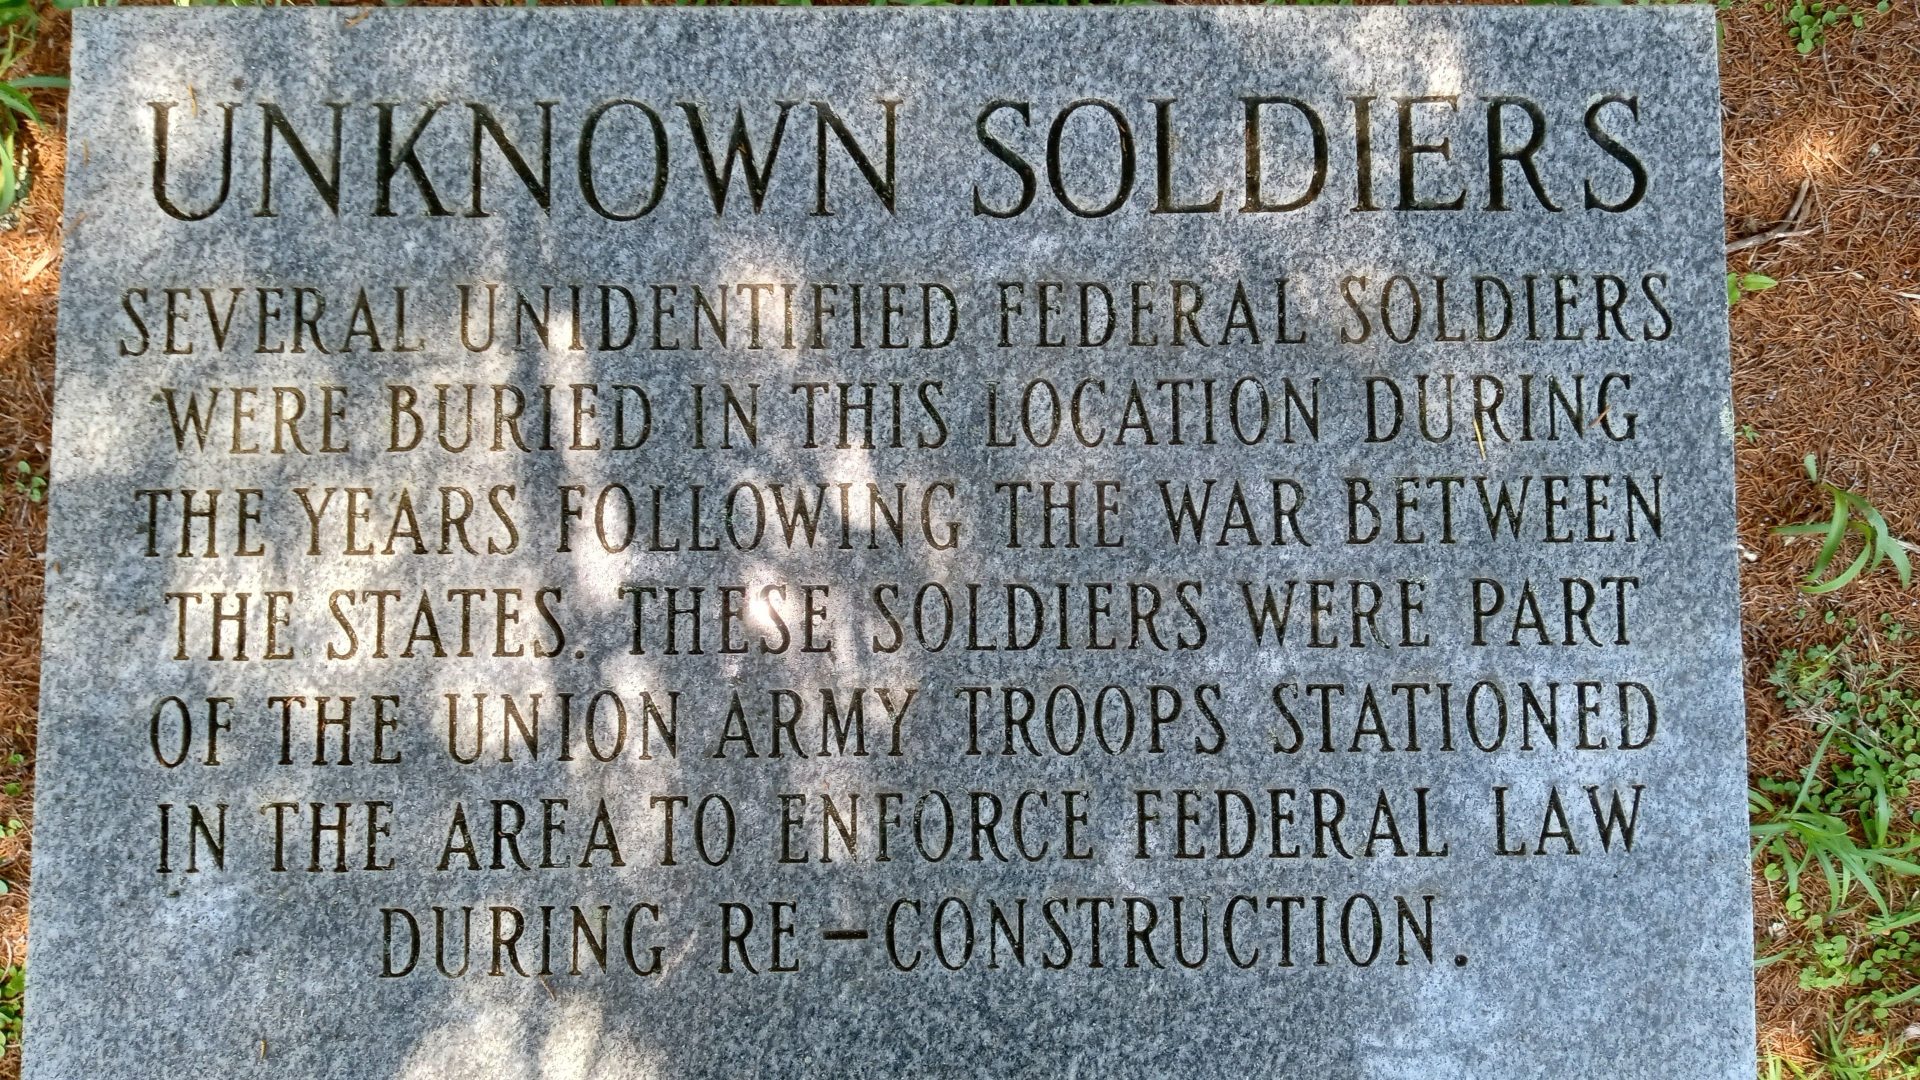 UNKNOWN SOLDIERS
SEVERAL UNIDENTIFIED FEDERAL SOLDIERS
WERE BURIED IN THIS LOCATION DURING
THE YEARS FOLLOWING THE WAR BETWEEN
THE STATES. THESE SOLDIERS WERE PART
OF THE UNION ARMY TROOPS STATIONED
IN THE AREA TO ENFORCE FEDERAL LAW
DURING RE-CONSTRUCTION.